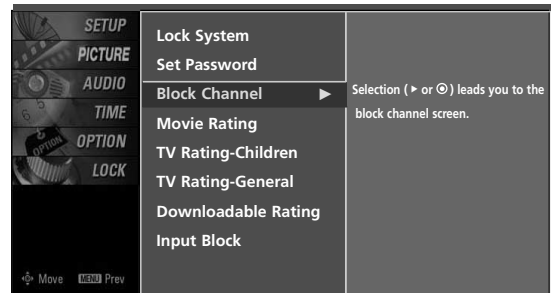 SETUP
PICTURE
AUDIO
TIME
OPTION
LOCK
Move MENU Prev
Lock System
Set Password
Block Channel ▶
Movie Rating
TV Rating-Children
TV Rating-General
Downloadable Rating
Input Block
Selection (▶ or ⊙) leads you to the
block channel screen.